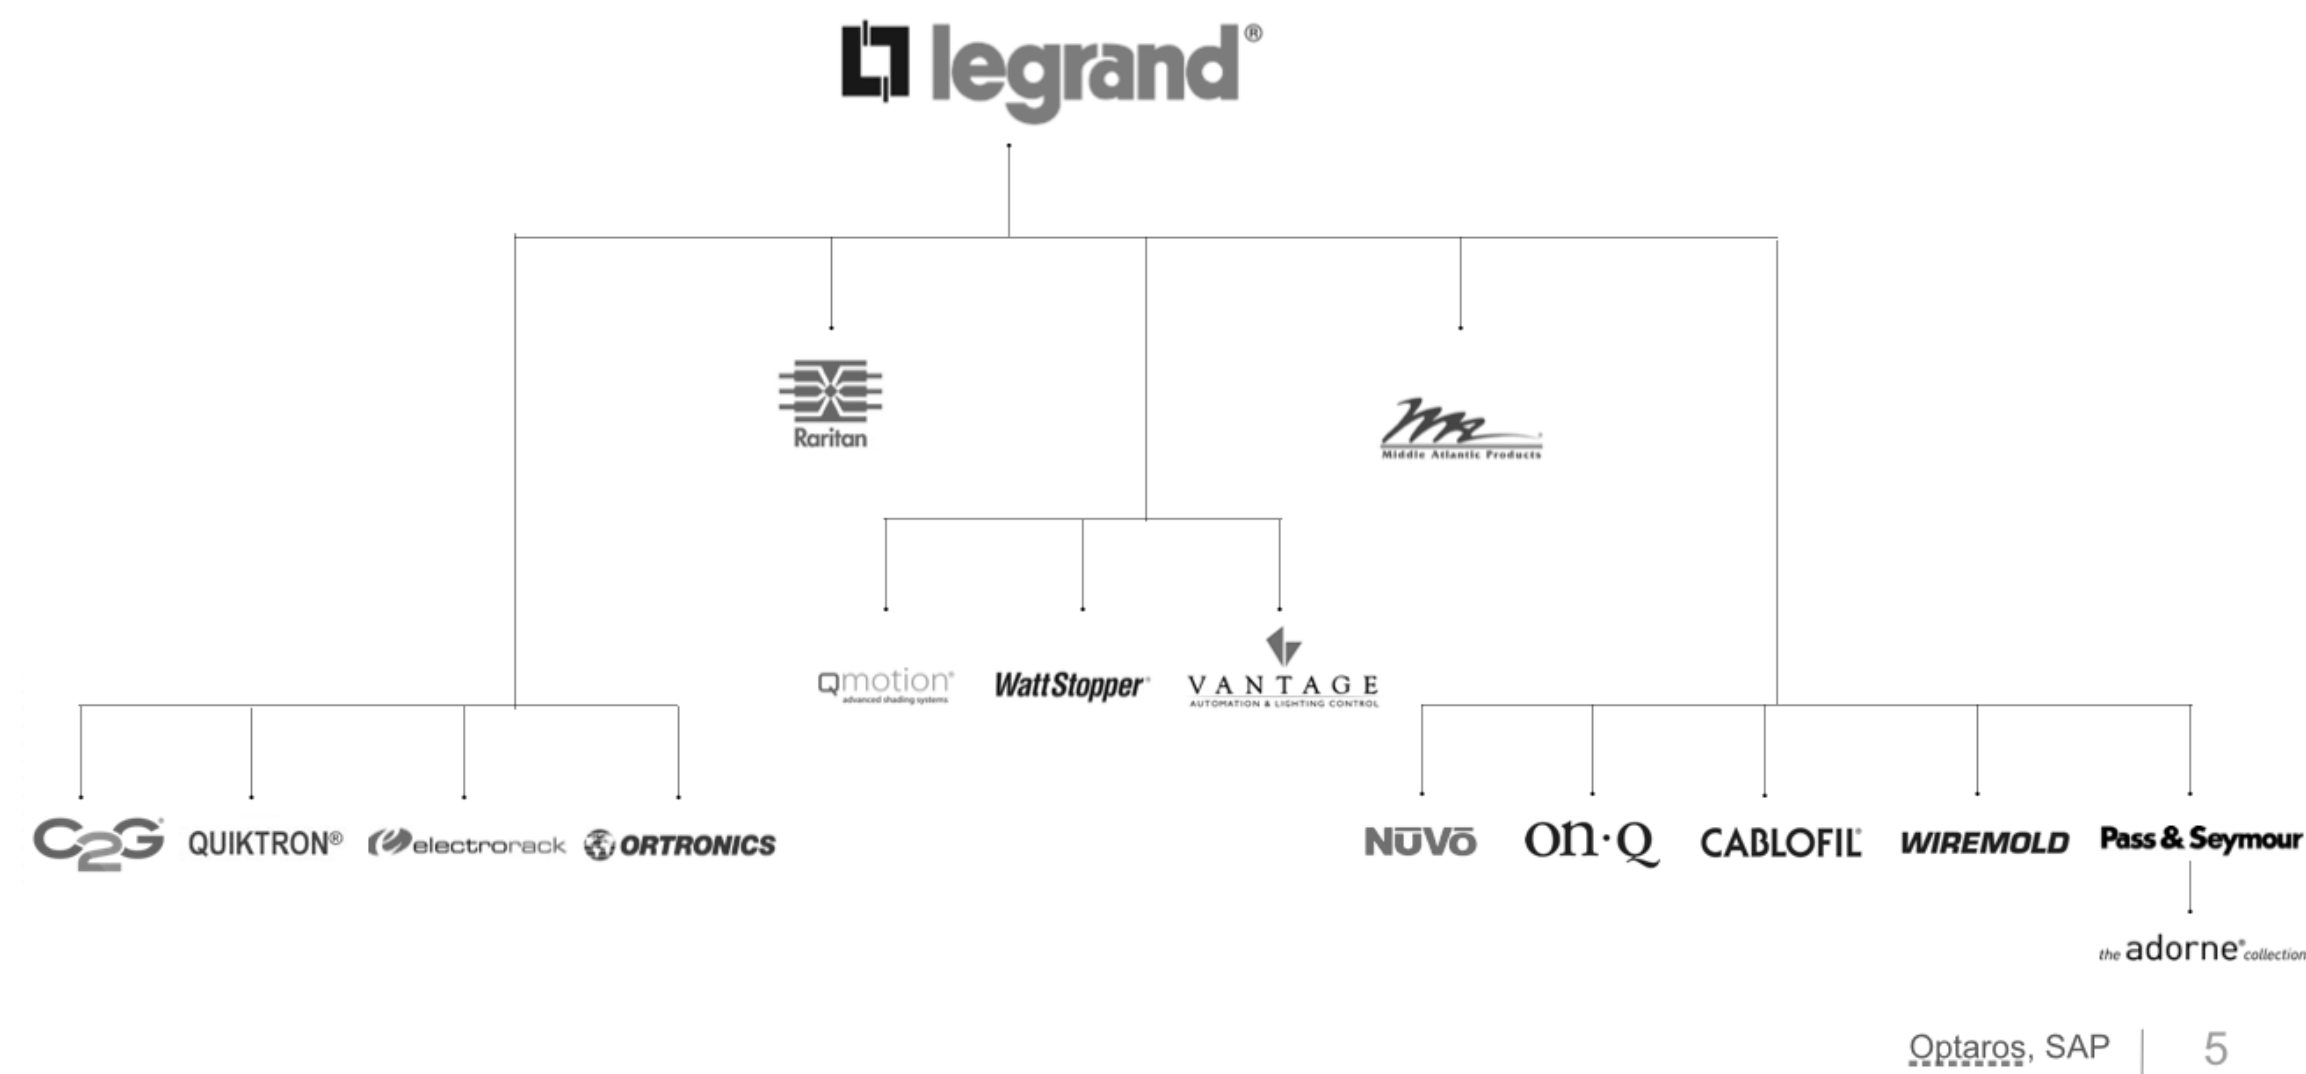 legrand®
Raritan
Middle Atlantic Products
Qmotion®
advanced shading systems
WattStopper®
VANTAGE
AUTOMATION & LIGHTING CONTROL
C2G®
QUIKTRON®
electrorack
ORTRONICS
NŪVō
on·Q
CABLOFIL®
WIREMOLD
Pass & Seymour
the adorne® collection
Optaros, SAP | 5